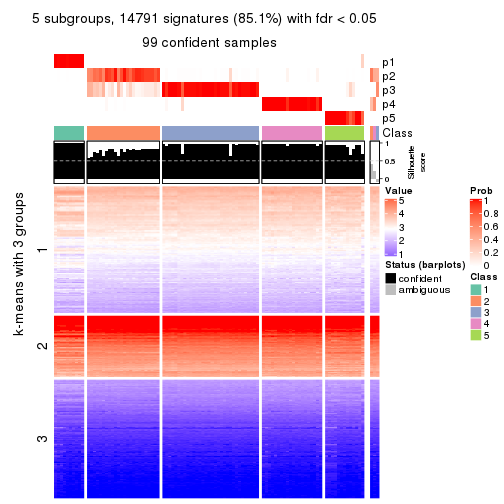 5 subgroups, 14791 signatures (85.1%) with fdr < 0.05
99 confident samples
p1
p2
p3
p4
p5
Class
1
0.5
0
Silhouette
score
k-means with 3 groups
1
2
3
Value
5
4
3
2
1
Status (barplots)
confident
ambiguous
Prob
1
0.8
0.6
0.4
0.2
0
Class
1
2
3
4
5